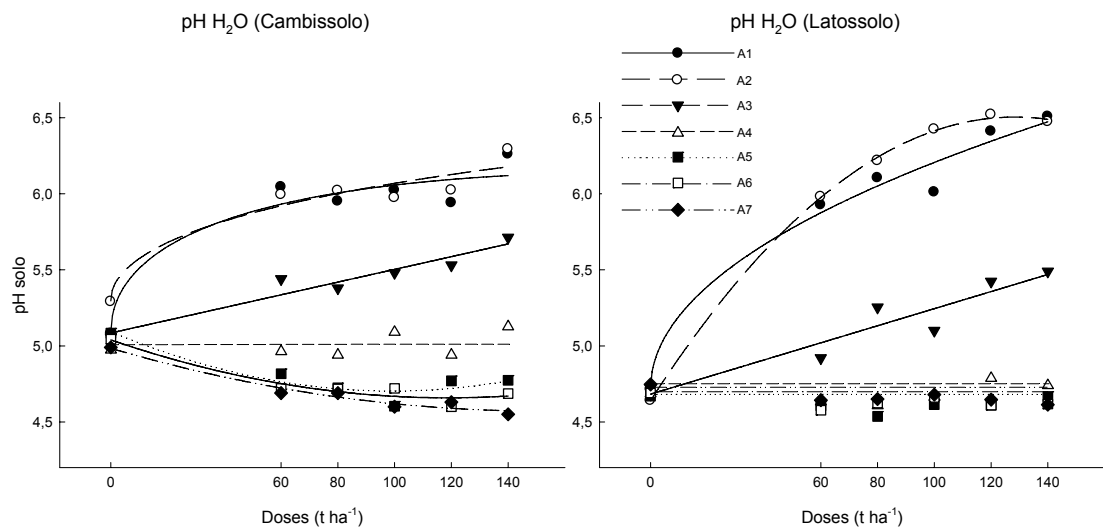 pH H₂O (Cambissolo)
pH H₂O (Latossolo)
A1
A2
A3
A4
A5
A6
A7
pH solo
6,5
6,0
5,5
5,0
4,5
0 60 80 100 120 140
Doses (t ha⁻¹)
6,5
6,0
5,5
5,0
4,5
0 60 80 100 120 140
Doses (t ha⁻¹)